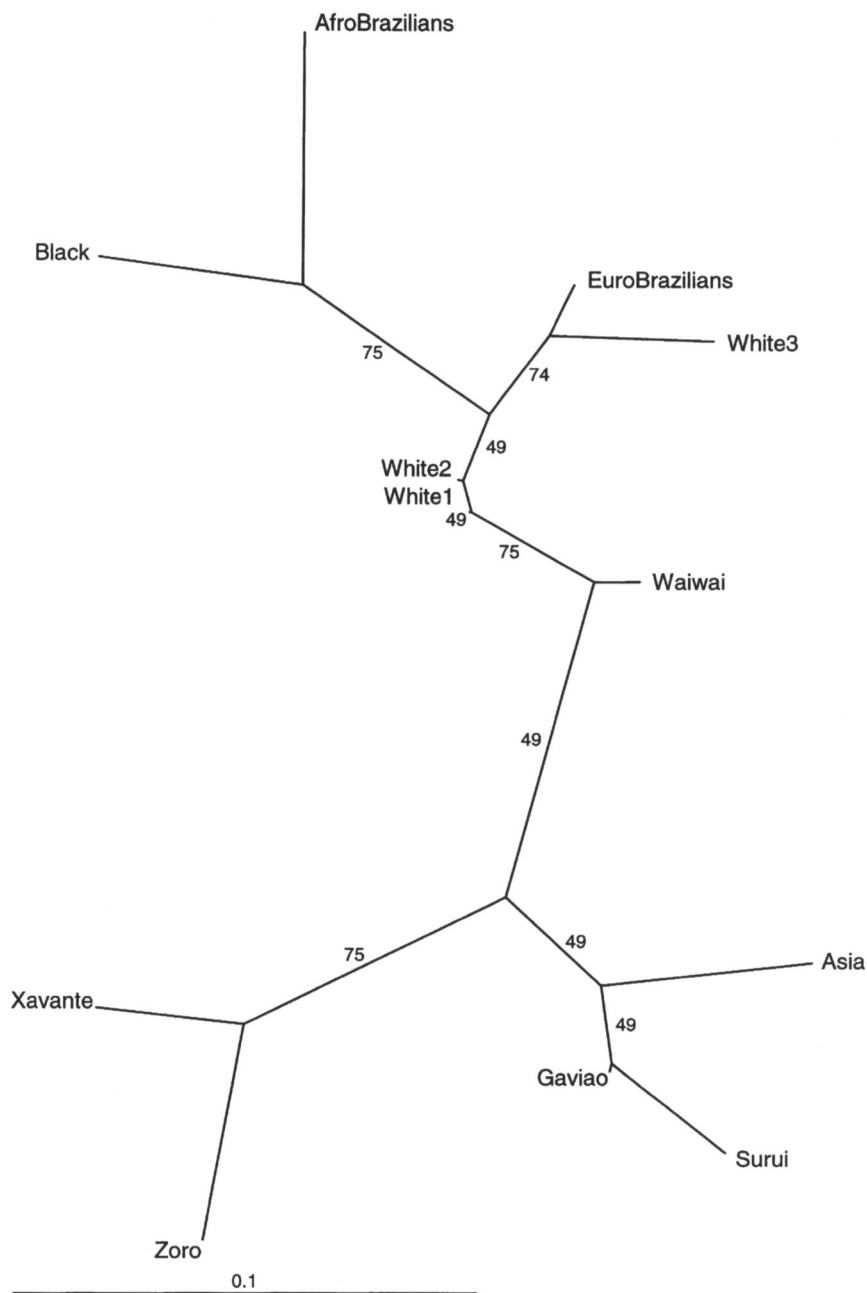 AfroBrazilians
Black
EuroBrazilians
White3
75
74
49
White2
White1
49
75
Waiwai
49
75
49
Asia
Xavante
49
Gaviao
Surui
Zoro
0.1